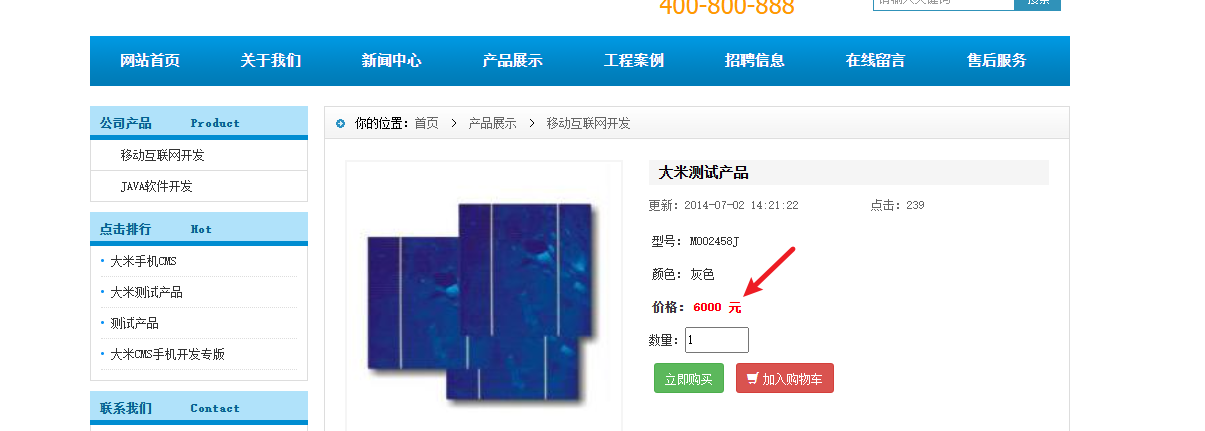 400-800-888
请输入关键词
搜索
网站首页 关于我们 新闻中心 产品展示 工程案例 招聘信息 在线留言 售后服务
公司产品 Product
移动互联网开发
JAVA软件开发
点击排行 Hot
大米手机CMS
大米测试产品
测试产品
大米CMS手机开发专版
联系我们 Contact
你的位置：首页 > 产品展示 > 移动互联网开发
大米测试产品
更新：2014-07-02 14:21:22 点击：239
型号：M002458J
颜色：灰色
价格：6000 元
数量：1
立即购买 加入购物车